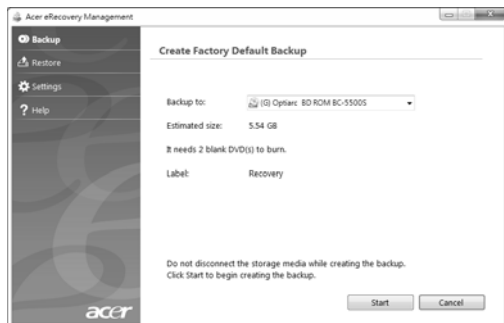 Acer eRecovery Management
Backup
Restore
Settings
Help
Create Factory Default Backup
Backup to: (G) Optiarc BD ROM BC-5500S
Estimated size: 5.54 GB
It needs 2 blank DVD(s) to burn.
Label: Recovery
Do not disconnect the storage media while creating the backup.
Click Start to begin creating the backup.
Start Cancel
acer